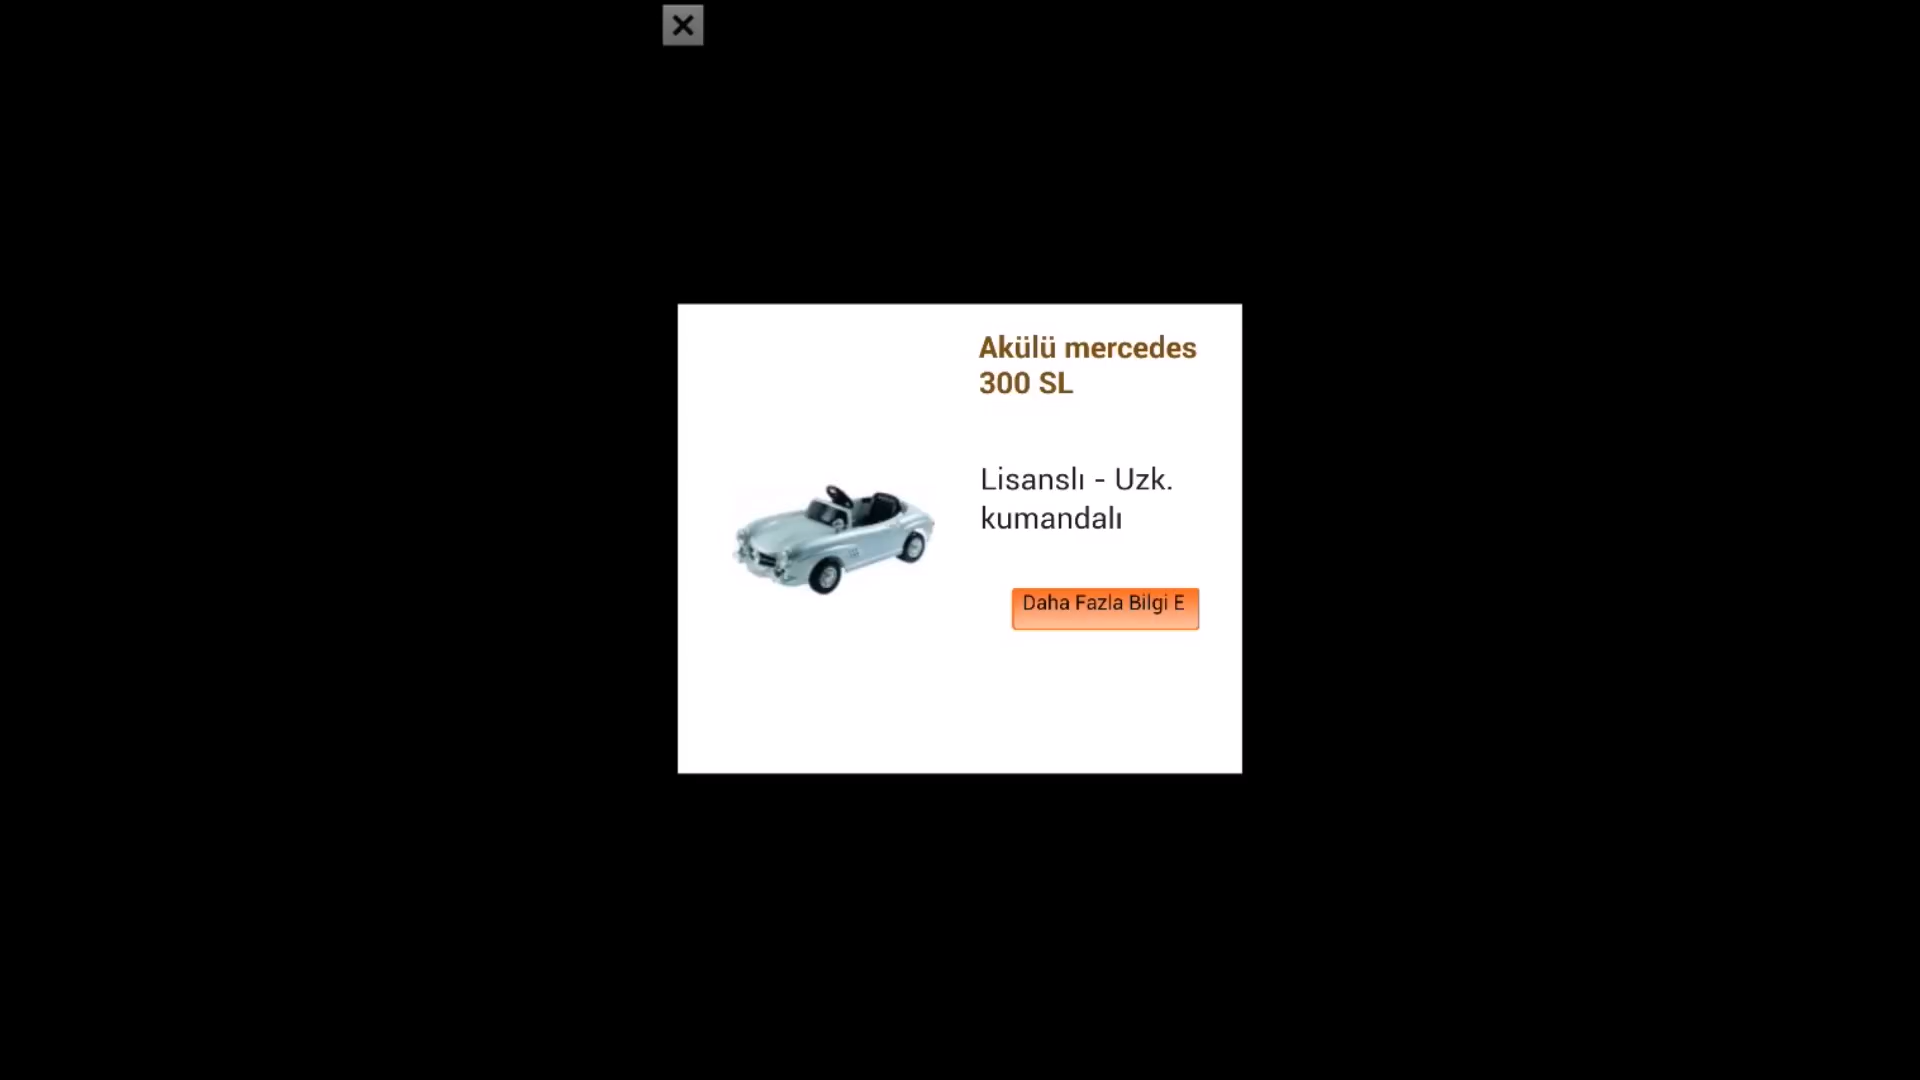 Akülü mercedes
300 SL
Lisanslı - Uzk.
kumandalı
Daha Fazla Bilgi E